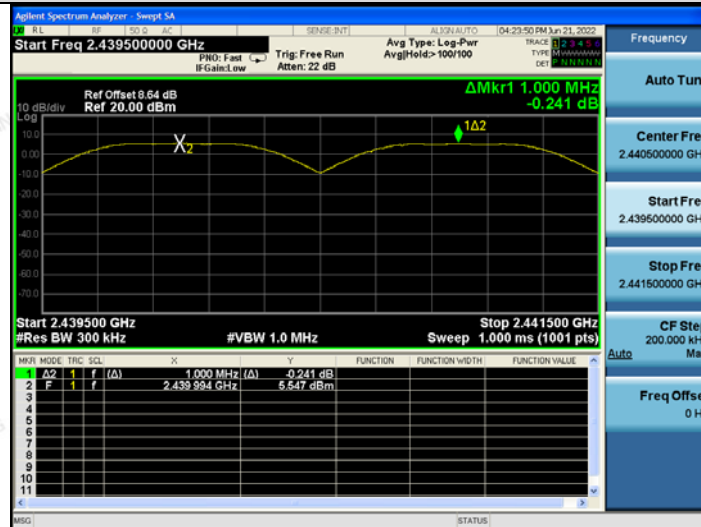 Agilent Spectrum Analyzer - Swept SA
RL RF 50 Ω AC SENSE:INT ALIGNAUTO 04:23:50 PM Jun 21, 2022
Start Freq 2.439500000 GHz
PNO: Fast
IFGain:Low
Trig: Free Run
Atten: 22 dB
Avg Type: Log-Pwr
Avg|Hold:>100/100
TRACE 1 2 3 4 5 6
TYPE M
DET P N N N N N
Ref Offset 8.64 dB
10 dB/div Ref 20.00 dBm
ΔMkr1 1.000 MHz
-0.241 dB
Log
10.0
0.00
-10.0
-20.0
-30.0
-40.0
-50.0
-60.0
-70.0
X2
1Δ2
Start 2.439500 GHz Stop 2.441500 GHz
#Res BW 300 kHz #VBW 1.0 MHz Sweep 1.000 ms (1001 pts)
MKR MODE TRC SCL X Y FUNCTION FUNCTION WIDTH FUNCTION VALUE
1 Δ2 1 f (Δ) 1.000 MHz (Δ) -0.241 dB
2 F 1 f 2.439 994 GHz 5.547 dBm
3
4
5
6
7
8
9
10
11
MSG STATUS
Frequency
Auto Tun
Center Fre
2.440500000 GH
Start Fre
2.439500000 GH
Stop Fre
2.441500000 GH
CF Ste
200.000 kH
Auto Ma
Freq Offse
0 H